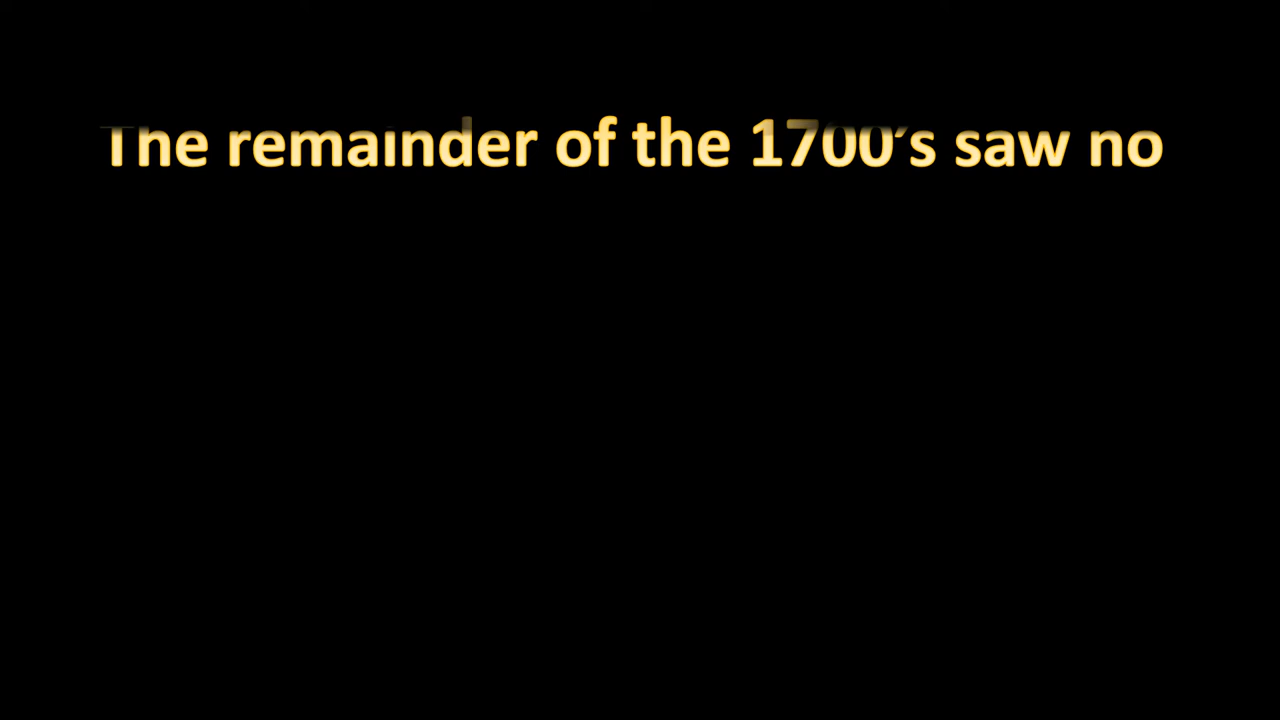 The remainder of the 1700’s saw no